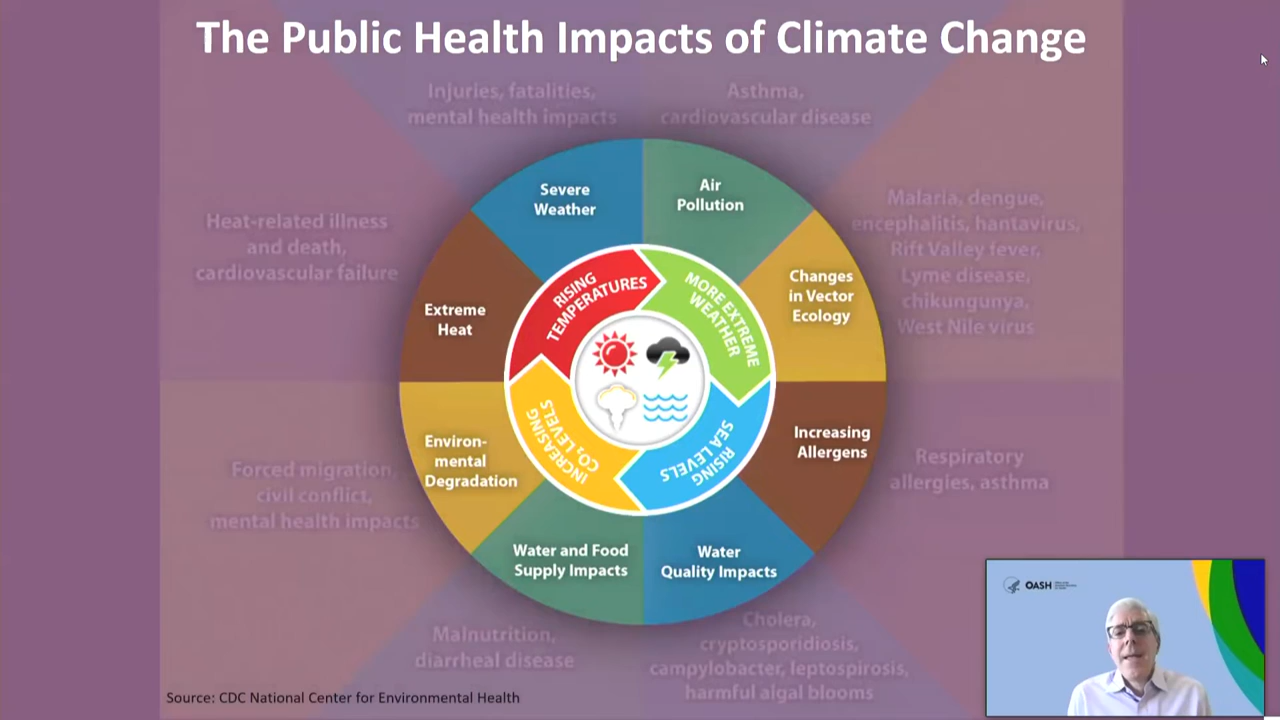 The Public Health Impacts of Climate Change
Injuries, fatalities,
mental health impacts
Asthma,
cardiovascular disease
Severe
Weather
Air
Pollution
Heat-related illness
and death,
cardiovascular failure
Malaria, dengue,
encephalitis, hantavirus,
Rift Valley fever,
Lyme disease,
chikungunya,
West Nile virus
Extreme
Heat
Changes
in Vector
Ecology
RISING
TEMPERATURES
MORE EXTREME
WEATHER
INCREASING
CO₂ LEVELS
RISING
SEA LEVELS
Environ-
mental
Degradation
Increasing
Allergens
Forced migration,
civil conflict,
mental health impacts
Respiratory
allergies, asthma
Water and Food
Supply Impacts
Water
Quality Impacts
Malnutrition,
diarrheal disease
Cholera,
cryptosporidiosis,
campylobacter, leptospirosis,
harmful algal blooms
Source: CDC National Center for Environmental Health
OASH